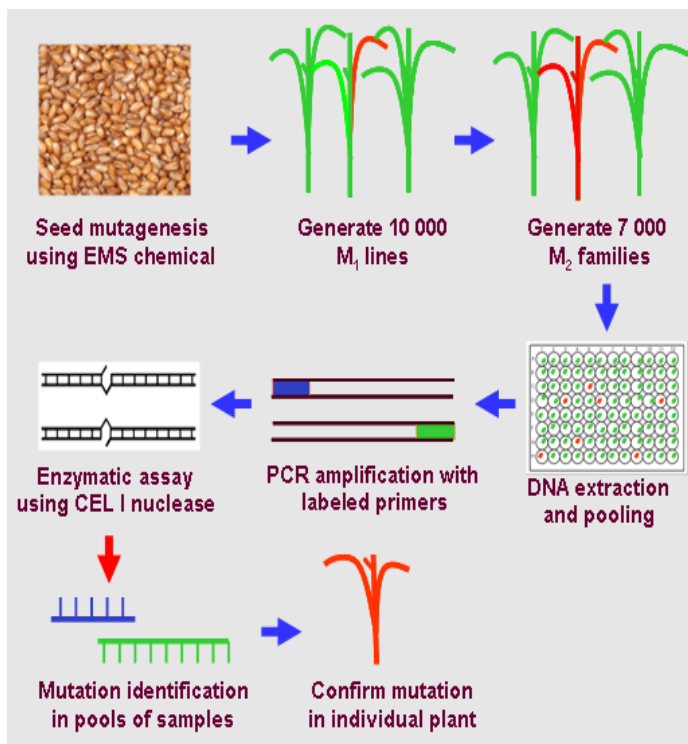 Seed mutagenesis
using EMS chemical
Generate 10 000
M₁ lines
Generate 7 000
M₂ families
DNA extraction
and pooling
PCR amplification with
labeled primers
Enzymatic assay
using CEL I nuclease
Mutation identification
in pools of samples
Confirm mutation
in individual plant